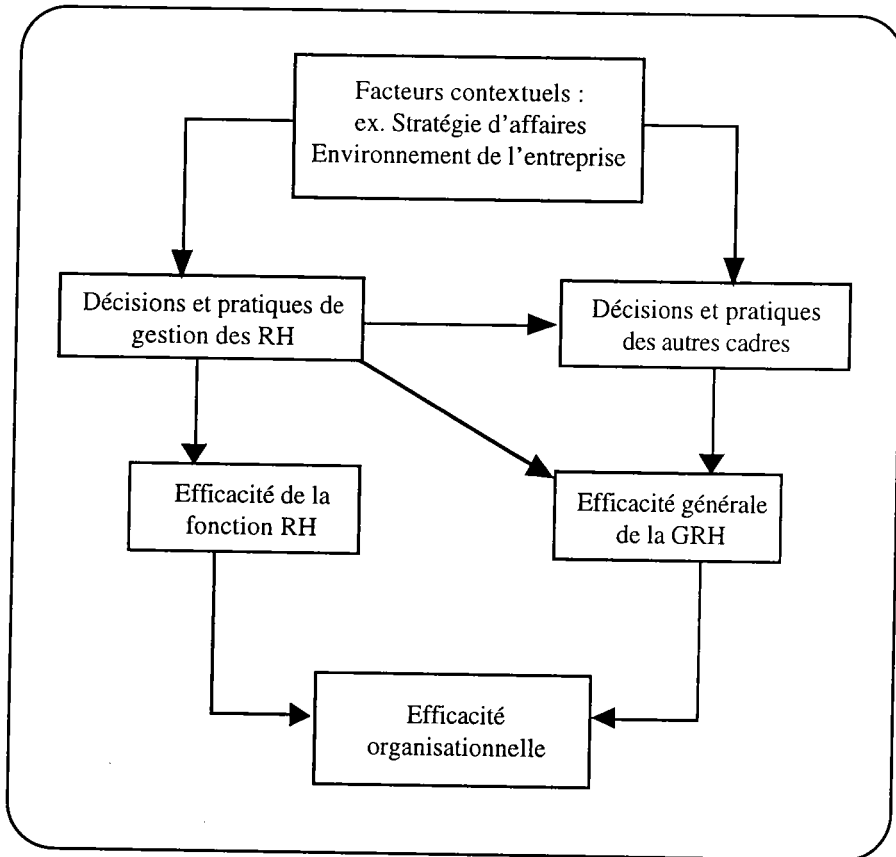 Facteurs contextuels :
ex. Stratégie d'affaires
Environnement de l'entreprise
Décisions et pratiques de
gestion des RH
Décisions et pratiques
des autres cadres
Efficacité de la
fonction RH
Efficacité générale
de la GRH
Efficacité
organisationnelle